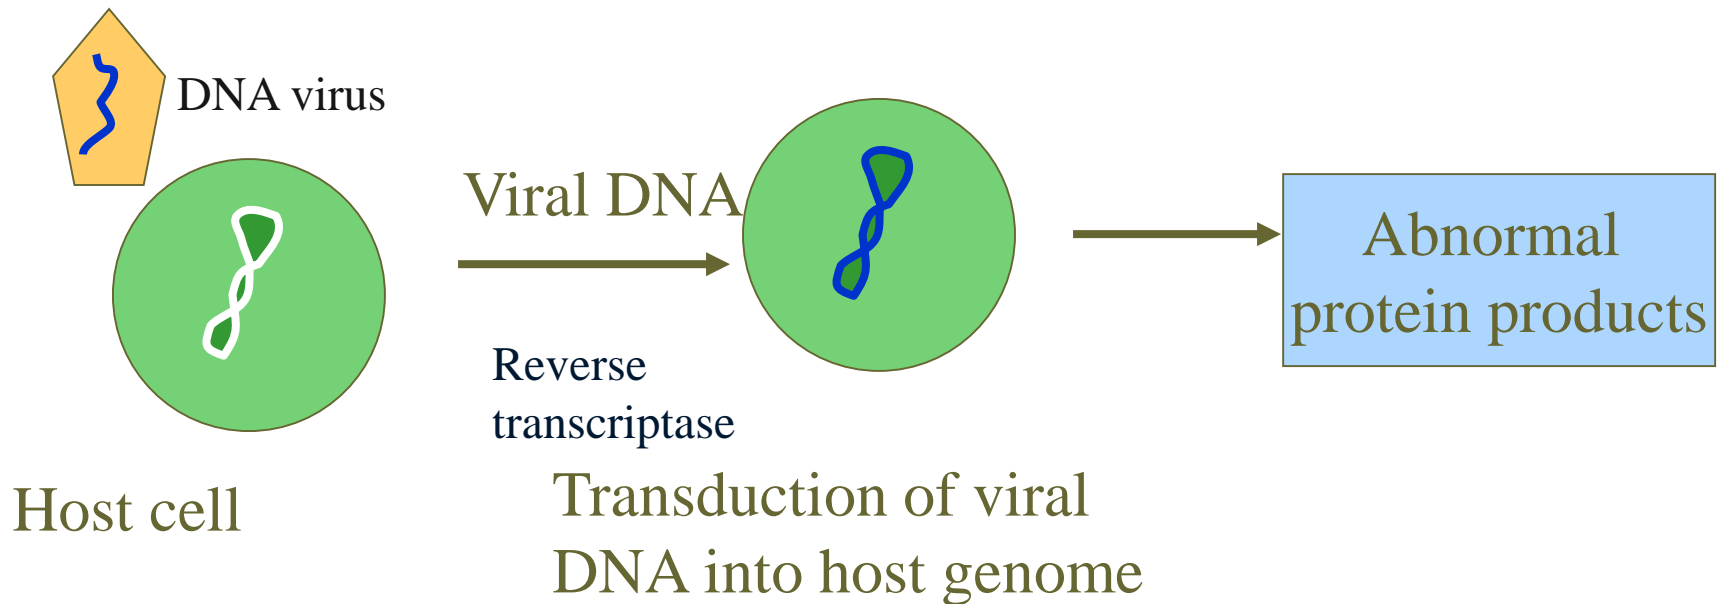 DNA virus
Viral DNA
Reverse
transcriptase
Host cell
Transduction of viral
DNA into host genome
Abnormal
protein products